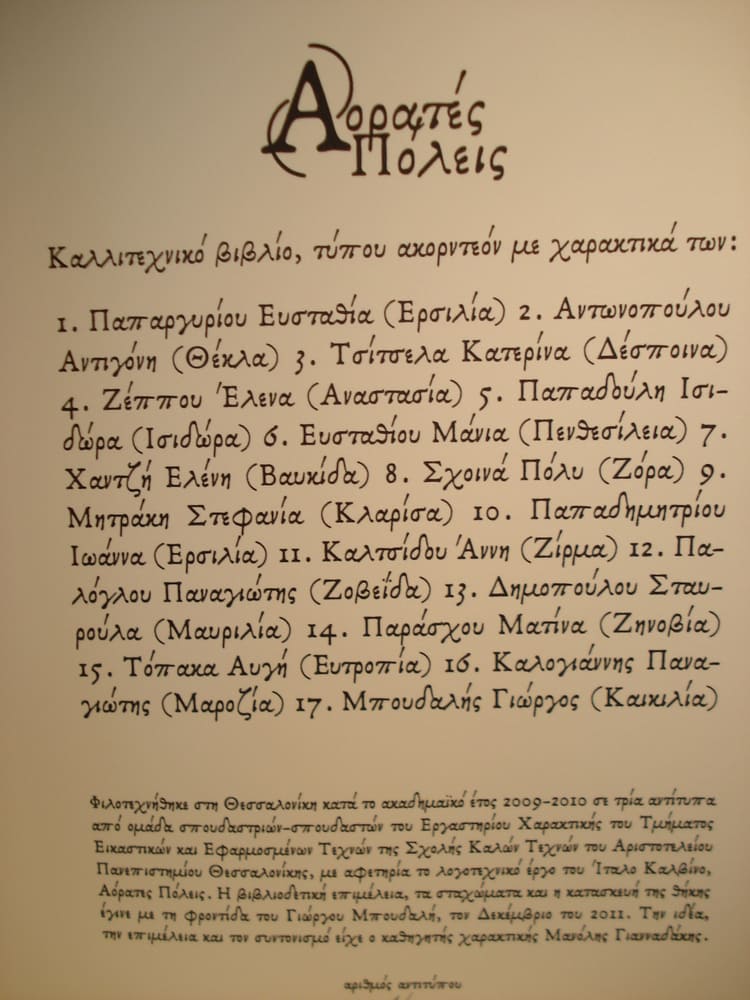 Αόρατες
Πόλεις
Καλλιτεχνικό βιβλίο, τύπου ακορντεόν με χαρακτικά των:
1. Παπαργυρίου Ευσταθία (Ερσιλία) 2. Αντωνοπούλου
Αντιγόνη (Θέκλα) 3. Τσίτσελα Κατερίνα (Δέσποινα)
4. Ζέππου Έλενα (Αναστασία) 5. Παπαδούλη Ισι-
δώρα (Ισιδώρα) 6. Ευσταθίου Μάνια (Πενθεσίλεια) 7.
Χαντζή Ελένη (Βαυκίδα) 8. Σχοινά Πόλυ (Ζόρα) 9.
Μητράκη Στεφανία (Κλαρίσα) 10. Παπαδημητρίου
Ιωάννα (Ερσιλία) 11. Καλτσίδου Άννη (Ζίρμα) 12. Πα-
λόγλου Παναγιώτης (Ζοβεΐδα) 13. Δημοπούλου Σταυ-
ρούλα (Μαυριλία) 14. Παράσχου Ματίνα (Ζηνοβία)
15. Τόπακα Αυγή (Ευτροπία) 16. Καλογιάννης Πανα-
γιώτης (Μαροζία) 17. Μπουδαλής Γιώργος (Καικιλία)
Φιλοτεχνήθηκε στη Θεσσαλονίκη κατά το ακαδημαϊκό έτος 2009-2010 σε τρία αντίτυπα
από ομάδα σπουδαστριών-σπουδαστών του Εργαστηρίου Χαρακτικής του Τμήματος
Εικαστικών και Εφαρμοσμένων Τεχνών της Σχολής Καλών Τεχνών του Αριστοτελείου
Πανεπιστημίου Θεσσαλονίκης, με αφετηρία το λογοτεχνικό έργο του Ίταλο Καλβίνο,
Αόρατες Πόλεις. Η βιβλιοδετική επιμέλεια, τα σταχώματα και η κατασκευή της θήκης
έγινε με τη φροντίδα του Γιώργου Μπουδαλή, τον Δεκέμβριο του 2011. Την ιδέα,
την επιμέλεια και τον συντονισμό είχε ο καθηγητής χαρακτικής Μανόλης Γιανναδάκης.
αριθμός αντιτύπου